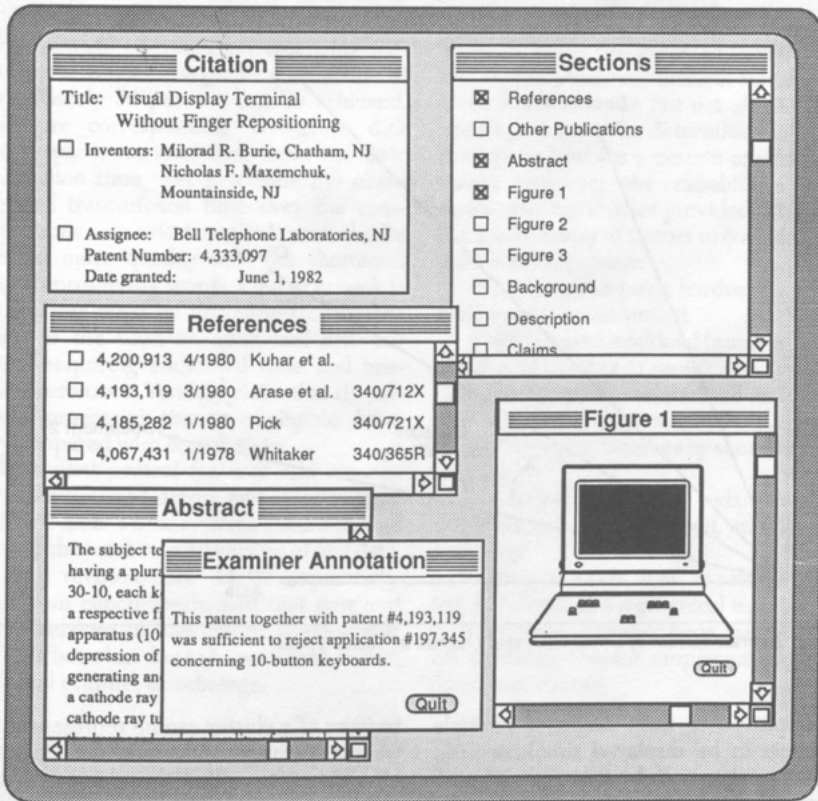 Citation
Title: Visual Display Terminal
Without Finger Repositioning
Inventors: Milorad R. Buric, Chatham, NJ
Nicholas F. Maxemchuk,
Mountainside, NJ
Assignee: Bell Telephone Laboratories, NJ
Patent Number: 4,333,097
Date granted: June 1, 1982
Sections
References
Other Publications
Abstract
Figure 1
Figure 2
Figure 3
Background
Description
Claims
References
4,200,913 4/1980 Kuhar et al.
4,193,119 3/1980 Arase et al. 340/712X
4,185,282 1/1980 Pick 340/721X
4,067,431 1/1978 Whitaker 340/365R
Figure 1
Quit
Abstract
The subject te
having a plura
30-10, each k
a respective fi
apparatus (10
depression of
generating an
a cathode ray
cathode ray tu
Examiner Annotation
This patent together with patent #4,193,119
was sufficient to reject application #197,345
concerning 10-button keyboards.
Quit